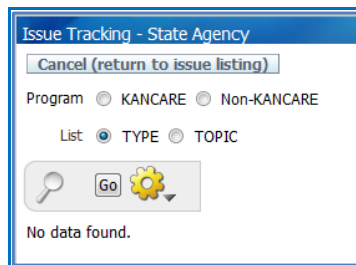 Issue Tracking - State Agency
Cancel (return to issue listing)
Program KANCARE Non-KANCARE
List TYPE TOPIC
Go
No data found.